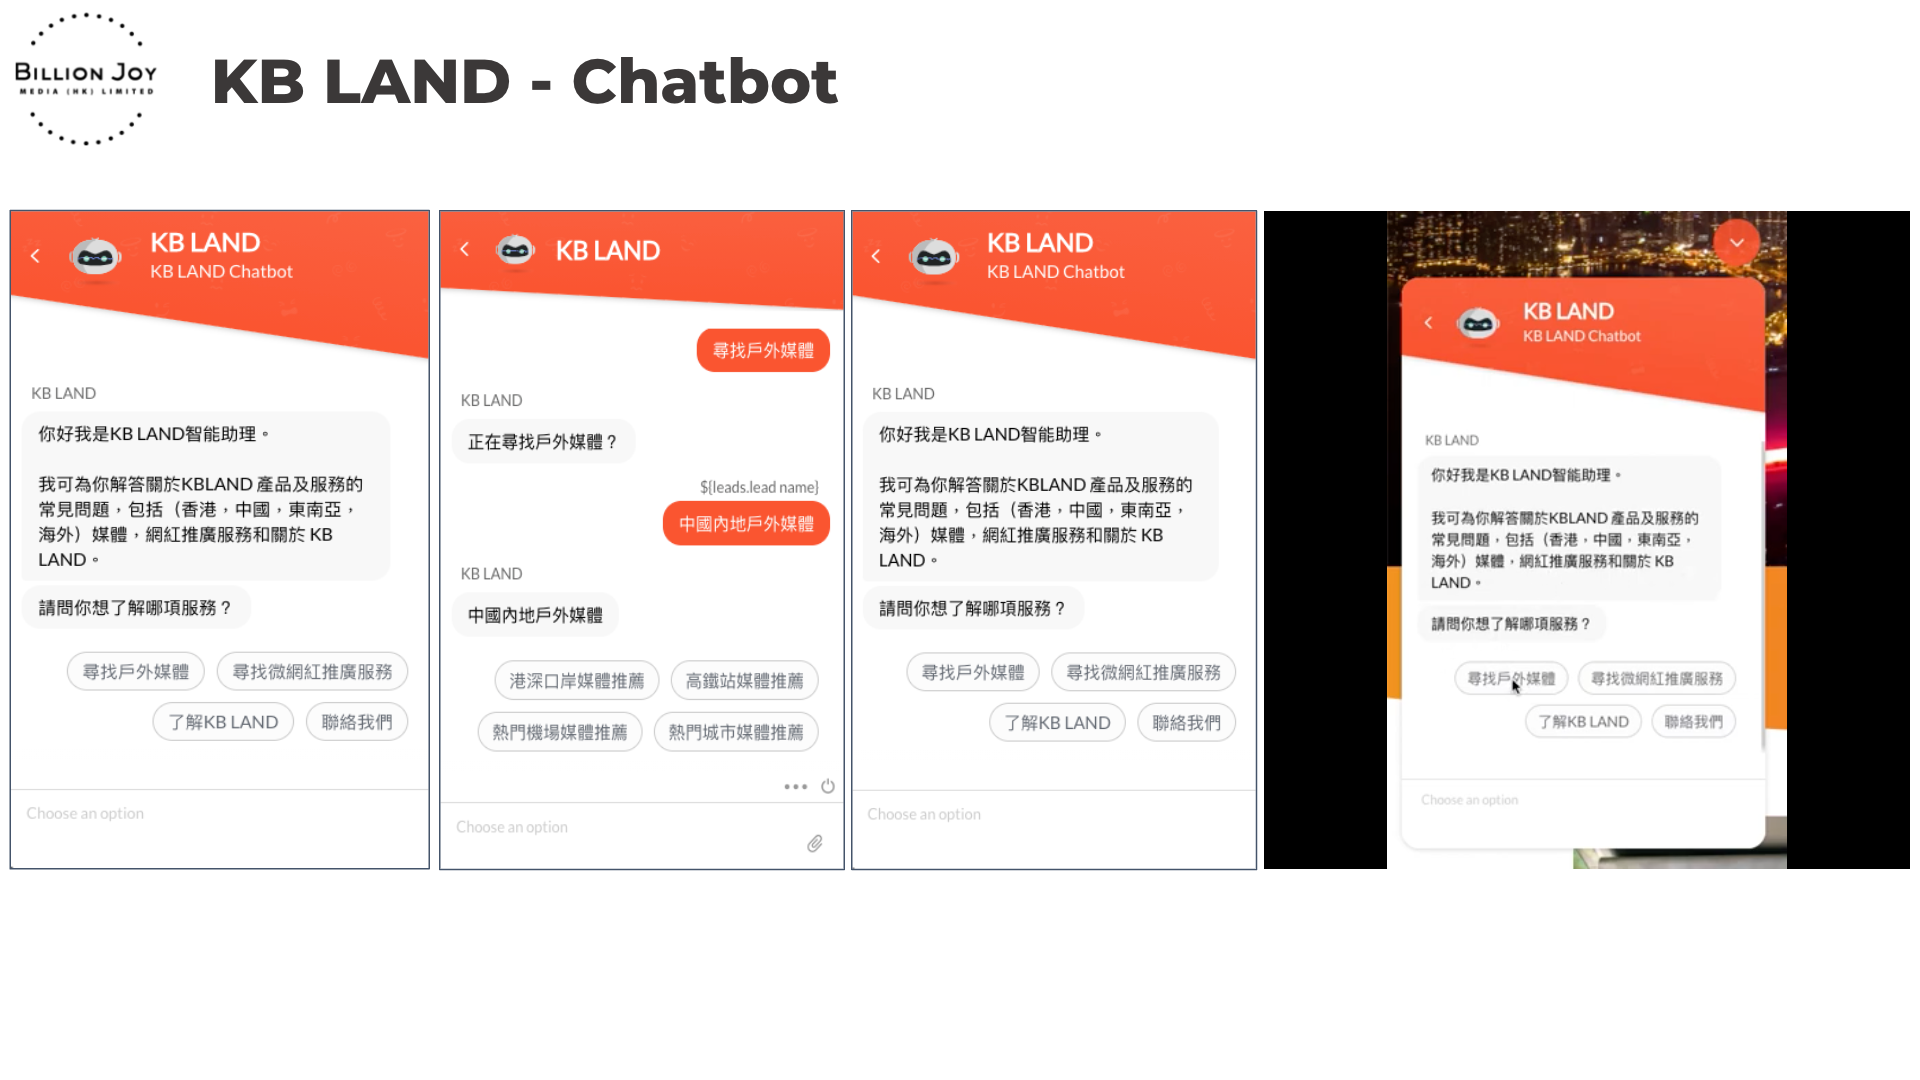 BILLION JOY
MEDIA (HK) LIMITED
KB LAND - Chatbot
KB LAND
KB LAND Chatbot
KB LAND
你好我是KB LAND智能助理。
我可為你解答關於KBLAND 產品及服務的
常見問題，包括（香港，中國，東南亞，
海外）媒體，網紅推廣服務和關於 KB
LAND。
請問你想了解哪項服務？
尋找戶外媒體
尋找微網紅推廣服務
了解KB LAND
聯絡我們
Choose an option
KB LAND
尋找戶外媒體
KB LAND
正在尋找戶外媒體？
${leads.lead name}
中國內地戶外媒體
KB LAND
中國內地戶外媒體
港深口岸媒體推薦
高鐵站媒體推薦
熱門機場媒體推薦
熱門城市媒體推薦
Choose an option
KB LAND
KB LAND Chatbot
KB LAND
你好我是KB LAND智能助理。
我可為你解答關於KBLAND 產品及服務的
常見問題，包括（香港，中國，東南亞，
海外）媒體，網紅推廣服務和關於 KB
LAND。
請問你想了解哪項服務？
尋找戶外媒體
尋找微網紅推廣服務
了解KB LAND
聯絡我們
Choose an option
KB LAND
KB LAND Chatbot
KB LAND
你好我是KB LAND智能助理。
我可為你解答關於KBLAND 產品及服務的
常見問題，包括（香港，中國，東南亞，
海外）媒體，網紅推廣服務和關於 KB
LAND。
請問你想了解哪項服務？
尋找戶外媒體
尋找微網紅推廣服務
了解KB LAND
聯絡我們
Choose an option